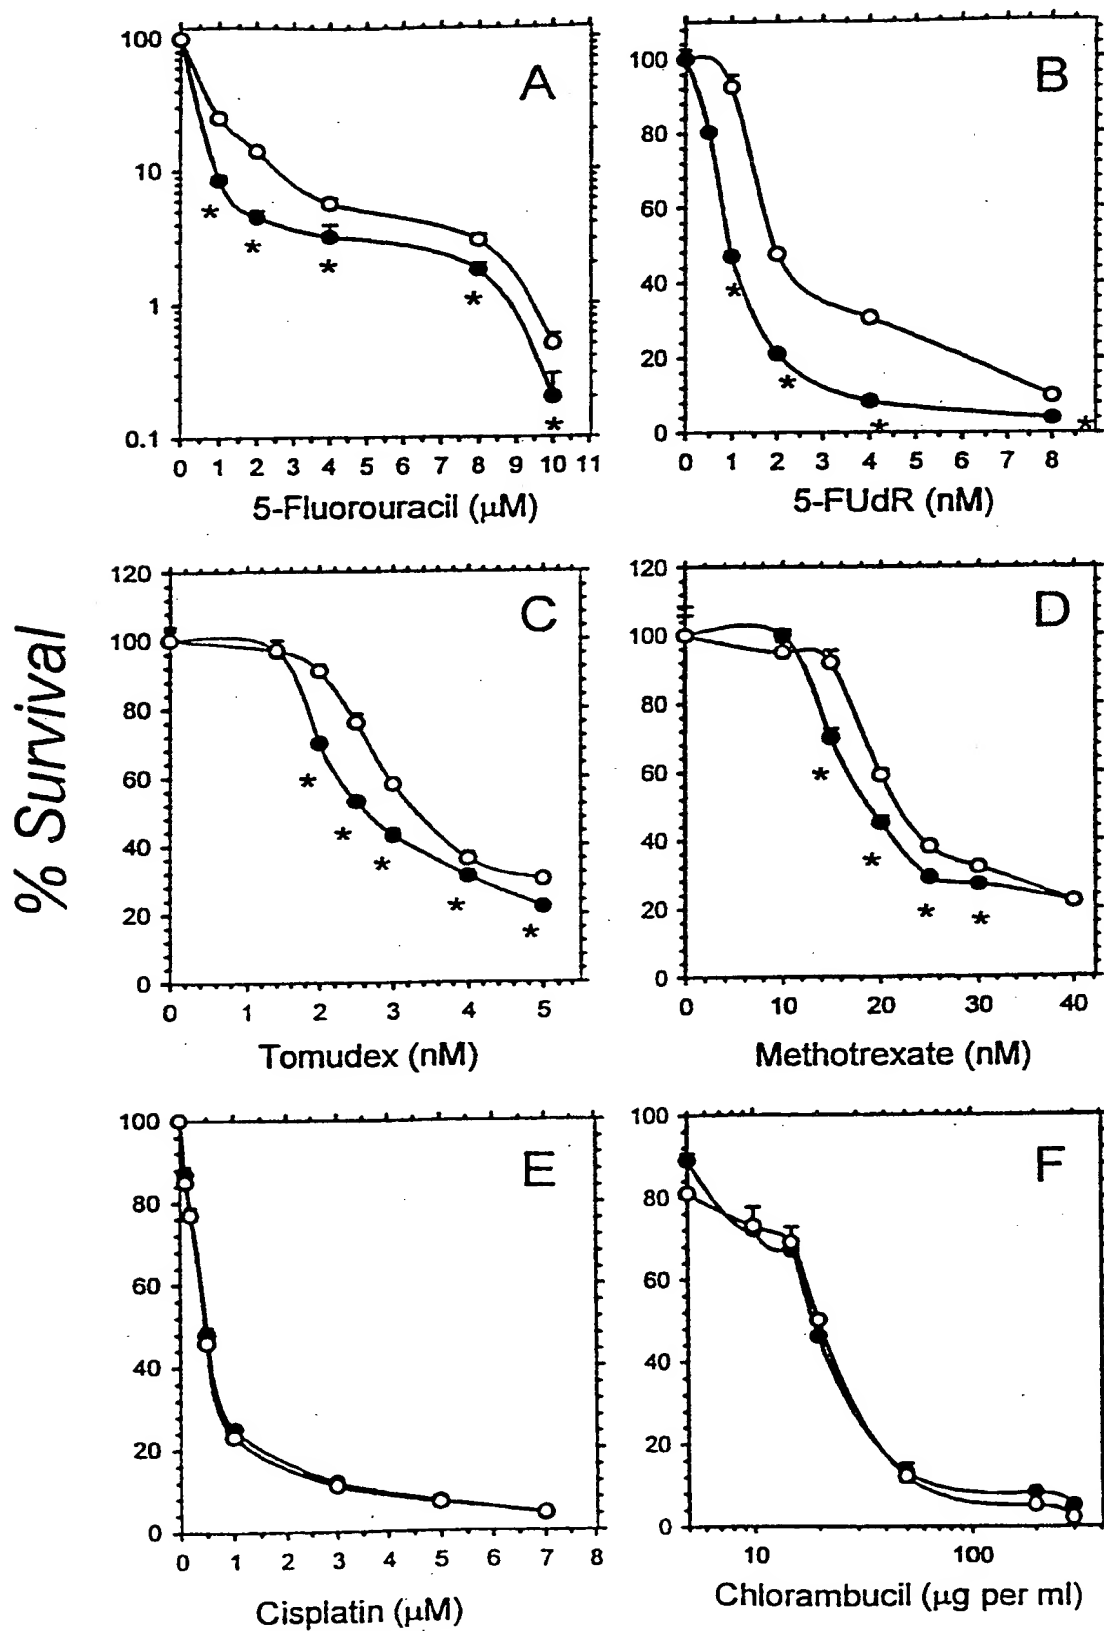 % Survival
A
100
10
1
0.1
0 1 2 3 4 5 6 7 8 9 10 11
5-Fluorouracil (μM)
B
100
80
60
40
20
0
0 1 2 3 4 5 6 7 8
5-FUdR (nM)
C
120
100
80
60
40
20
0
0 1 2 3 4 5
Tomudex (nM)
D
120
100
80
60
40
20
0
0 10 20 30 40
Methotrexate (nM)
E
100
80
60
40
20
0
0 1 2 3 4 5 6 7 8
Cisplatin (μM)
F
100
80
60
40
20
0
10 100
Chlorambucil (μg per ml)